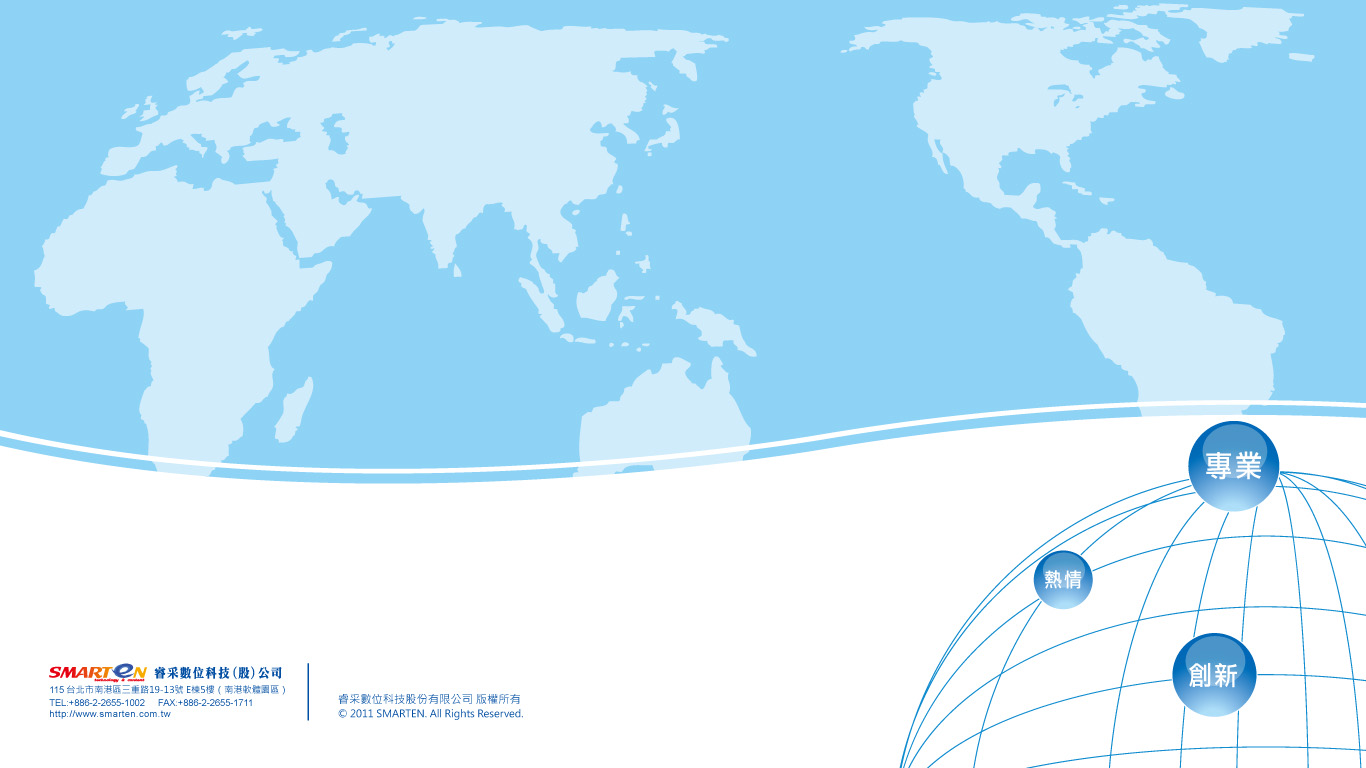 專業
熱情
創新
SMARTEN 睿采數位科技(股)公司
technology & content
115 台北市南港區三重路19-13號 E棟5樓（南港軟體園區）
TEL:+886-2-2655-1002 FAX:+886-2-2655-1711
http://www.smarten.com.tw
睿采數位科技股份有限公司 版權所有
© 2011 SMARTEN. All Rights Reserved.